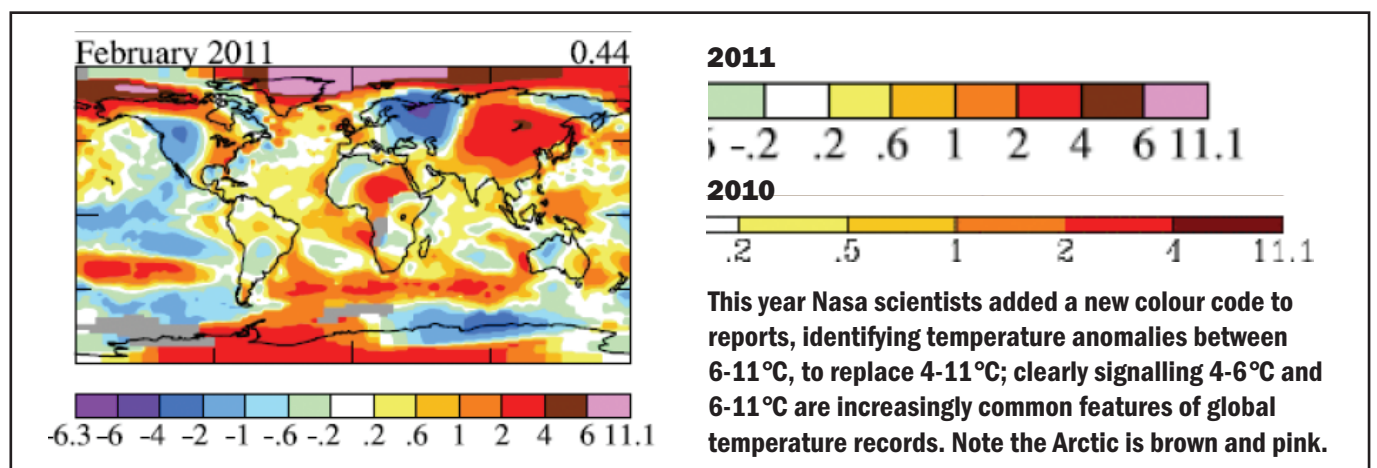 February 2011 0.44
-6.3 -6 -4 -2 -1 -.6 -.2 .2 .6 1 2 4 6 11.1
2011
-.2 .2 .6 1 2 4 6 11.1
2010
.2 .5 1 2 4 11.1
This year Nasa scientists added a new colour code to
reports, identifying temperature anomalies between
6-11°C, to replace 4-11°C; clearly signalling 4-6°C and
6-11°C are increasingly common features of global
temperature records. Note the Arctic is brown and pink.